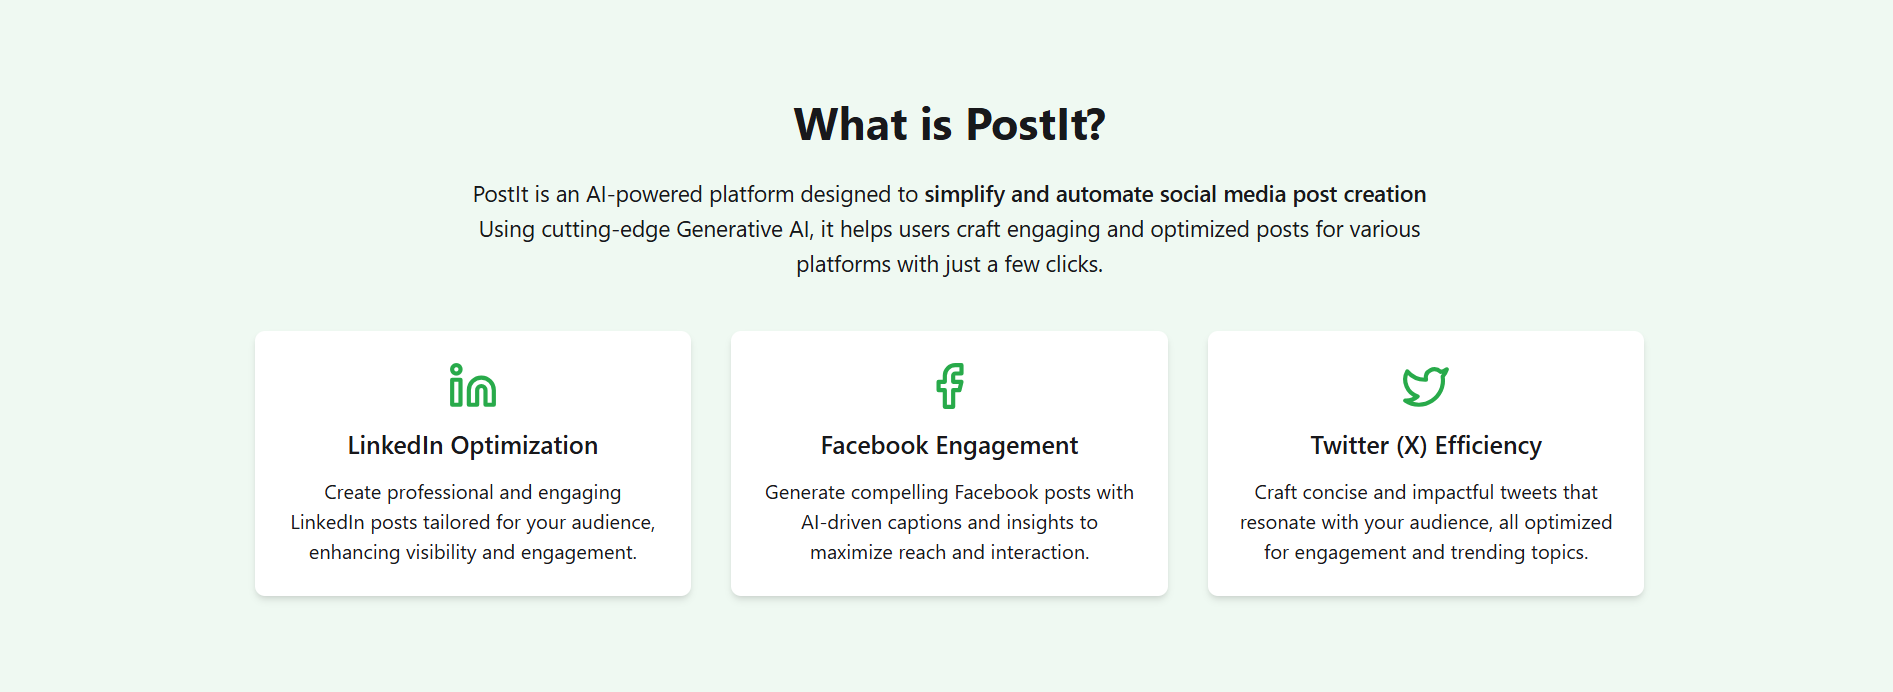 What is PostIt?
PostIt is an AI-powered platform designed to simplify and automate social media post creation
Using cutting-edge Generative AI, it helps users craft engaging and optimized posts for various
platforms with just a few clicks.
LinkedIn Optimization
Create professional and engaging
LinkedIn posts tailored for your audience,
enhancing visibility and engagement.
Facebook Engagement
Generate compelling Facebook posts with
AI-driven captions and insights to
maximize reach and interaction.
Twitter (X) Efficiency
Craft concise and impactful tweets that
resonate with your audience, all optimized
for engagement and trending topics.